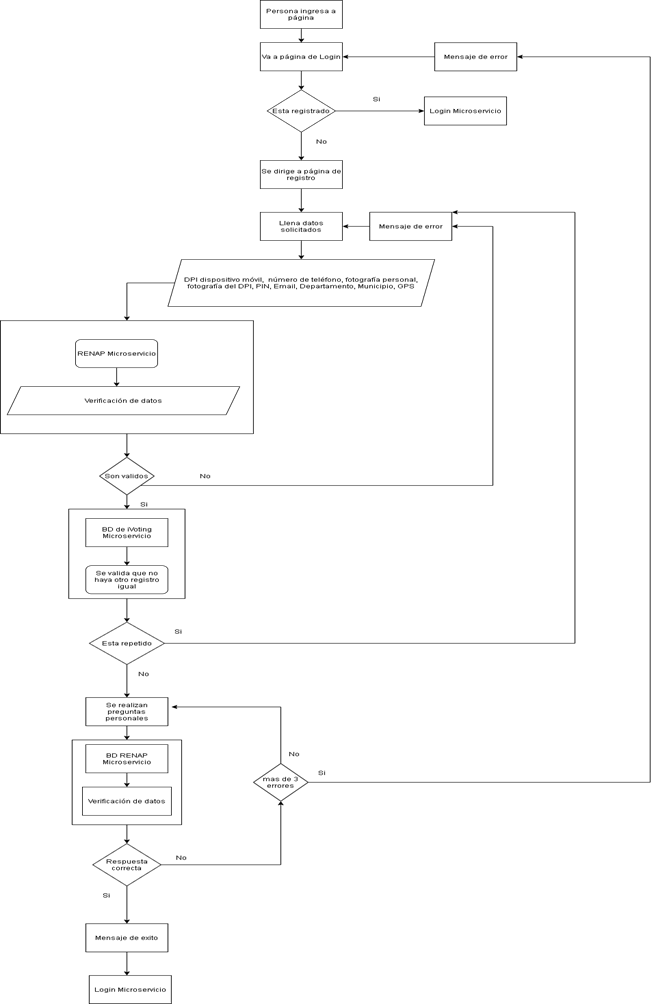 Persona ingresa a
página
Va a página de Login
Mensaje de error
Esta registrado
Si
Login Microservicio
No
Se dirige a página de
registro
Llena datos
solicitados
Mensaje de error
DPI dispositivo móvil, número de teléfono, fotografía personal,
fotografía del DPI, PIN, Email, Departamento, Municipio, GPS
RENAP Microservicio
Verificación de datos
Son validos
No
Si
BD de iVoting
Microservicio
Se valida que no
haya otro registro
igual
Esta repetido
Si
No
Se realizan
preguntas
personales
BD RENAP
Microservicio
Verificación de datos
No
mas de 3
errores
Si
Respuesta
correcta
No
Si
Mensaje de exito
Login Microservicio